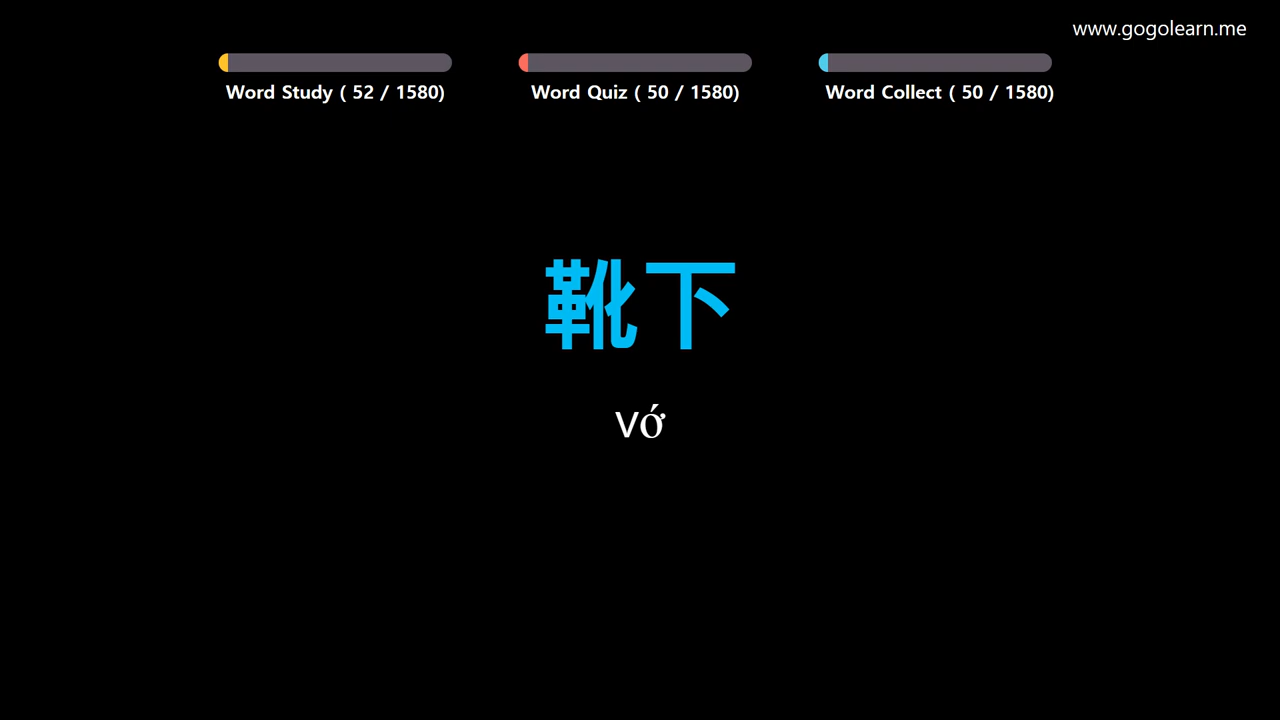 www.gogolearn.me
Word Study ( 52 / 1580)
Word Quiz ( 50 / 1580)
Word Collect ( 50 / 1580)
靴下
Vớ